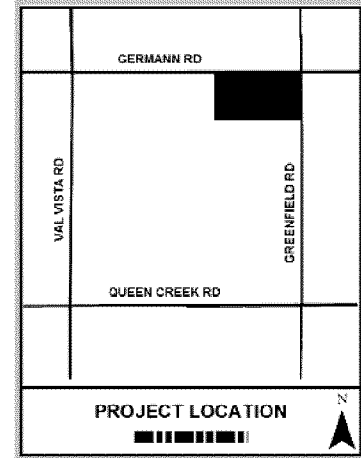 GERMANN RD
VAL VISTA RD
GREENFIELD RD
QUEEN CREEK RD
PROJECT LOCATION
N